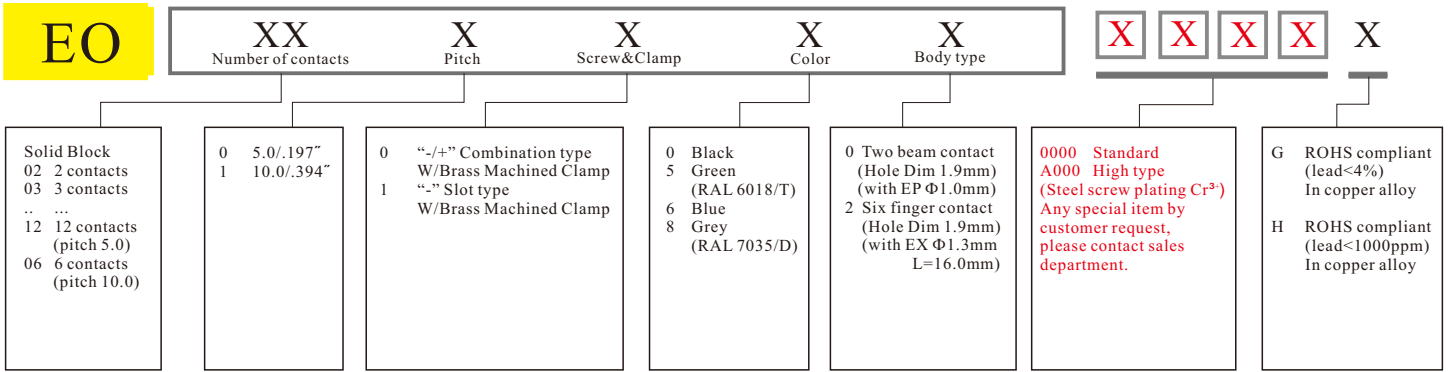 EO XX X X X X X X X X X
Number of contacts Pitch Screw&Clamp Color Body type
Solid Block
02 2 contacts
03 3 contacts
.. ...
12 12 contacts
(pitch 5.0)
06 6 contacts
(pitch 10.0)
0 5.0/.197˝
1 10.0/.394˝
0 “-/+” Combination type
W/Brass Machined Clamp
1 “-” Slot type
W/Brass Machined Clamp
0 Black
5 Green
(RAL 6018/T)
6 Blue
8 Grey
(RAL 7035/D)
0 Two beam contact
(Hole Dim 1.9mm)
(with EP Φ1.0mm)
2 Six finger contact
(Hole Dim 1.9mm)
(with EX Φ1.3mm
L=16.0mm)
0000 Standard
A000 High type
(Steel screw plating Cr³⁺)
Any special item by
customer request,
please contact sales
department.
G ROHS compliant
(lead<4%)
In copper alloy
H ROHS compliant
(lead<1000ppm)
In copper alloy